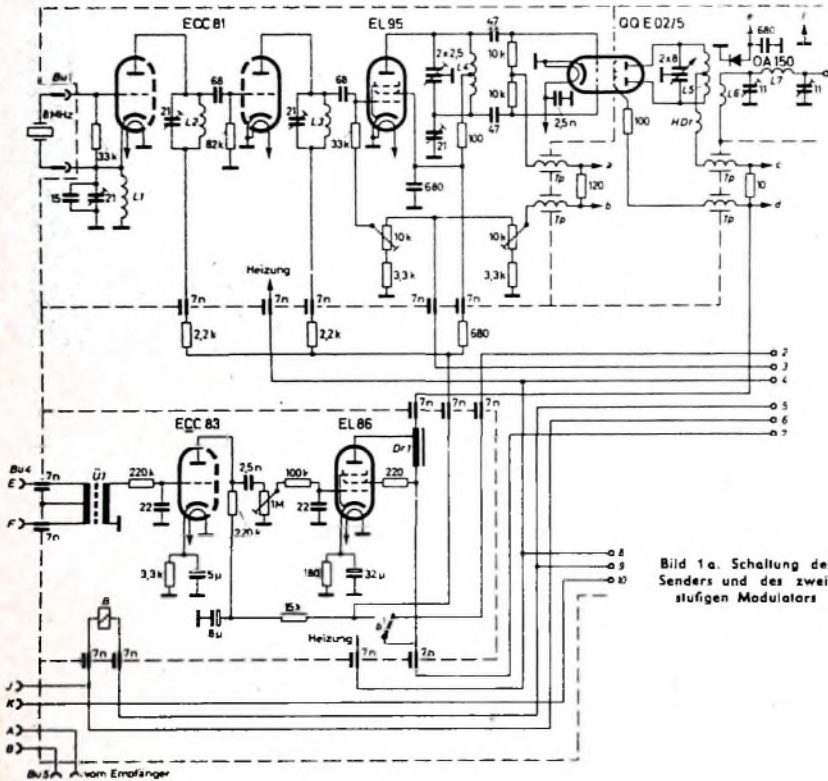 ECC 81
EL 95
QQE 02/5
Bu1
8MHz
33k
15
21
L1
21
L2
68
82k
21
L3
68
33k
2x2,5
L4
21
47
47
10k
10k
100
680
2,5n
100
2x8
L5
HDr
L6
OA 150
680
e
f
11
L7
11
Tp
Tp
120
a
b
Tp
Tp
10
c
d
10k
3,3k
10k
3,3k
Heizung
7n
7n
7n
7n
7n
2,2k
2,2k
680
2
3
4
5
6
7
7n
7n
7n
ECC 83
EL 86
Dr1
Bu4
E
F
7n
7n
Ü1
220k
22
2,5n
1M
220k
100k
22
220
3,3k
5µ
180
32µ
8µ
15k
b1
B
7n
7n
Heizung
7n
7n
8
9
10
J
K
A
B
Bu5
vom Empfänger
Bild 1a. Schaltung de
Senders und des zwei
stufigen Modulators